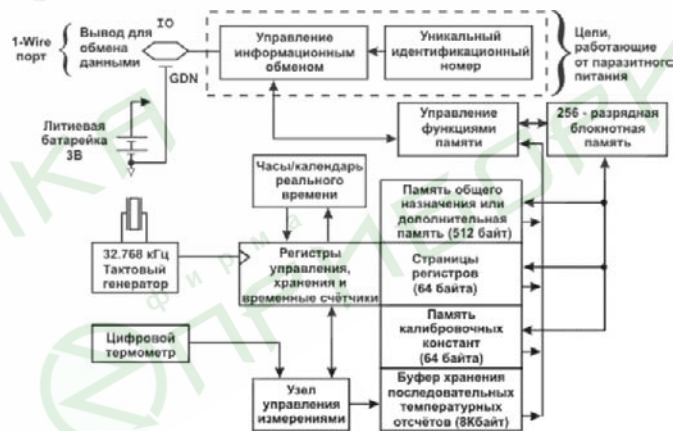 1-Wire
порт
Вывод для
обмена
данными
IO
GDN
Управление
информационным
обменом
Уникальный
идентификационный
номер
Цепи,
работающие
от паразитного
питания
Литиевая
батарейка
3В
Управление
функциями
памяти
256 - разрядная
блокнотная
память
Часы/календарь
реального
времени
Память общего
назначения или
дополнительная
память (512 байт)
32.768 кГц
Тактовый
генератор
Регистры
управления,
хранения и
временные счётчики
Страницы
регистров
(64 байта)
Память
калибровочных
констант
(64 байта)
Цифровой
термометр
Узел
управления
измерениями
Буфер хранения
последовательных
температурных
отсчётов (8Кбайт)
фирма